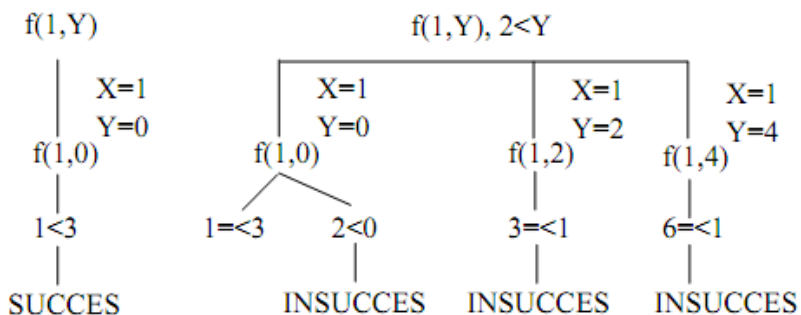 f(1,Y)
f(1,Y), 2<Y
X=1 X=1 X=1 X=1
Y=0 Y=0 Y=2 Y=4
f(1,0) f(1,0) f(1,2) f(1,4)
1<3 1=<3 2<0 3=<1 6=<1
SUCCES INSUCCES INSUCCES INSUCCES